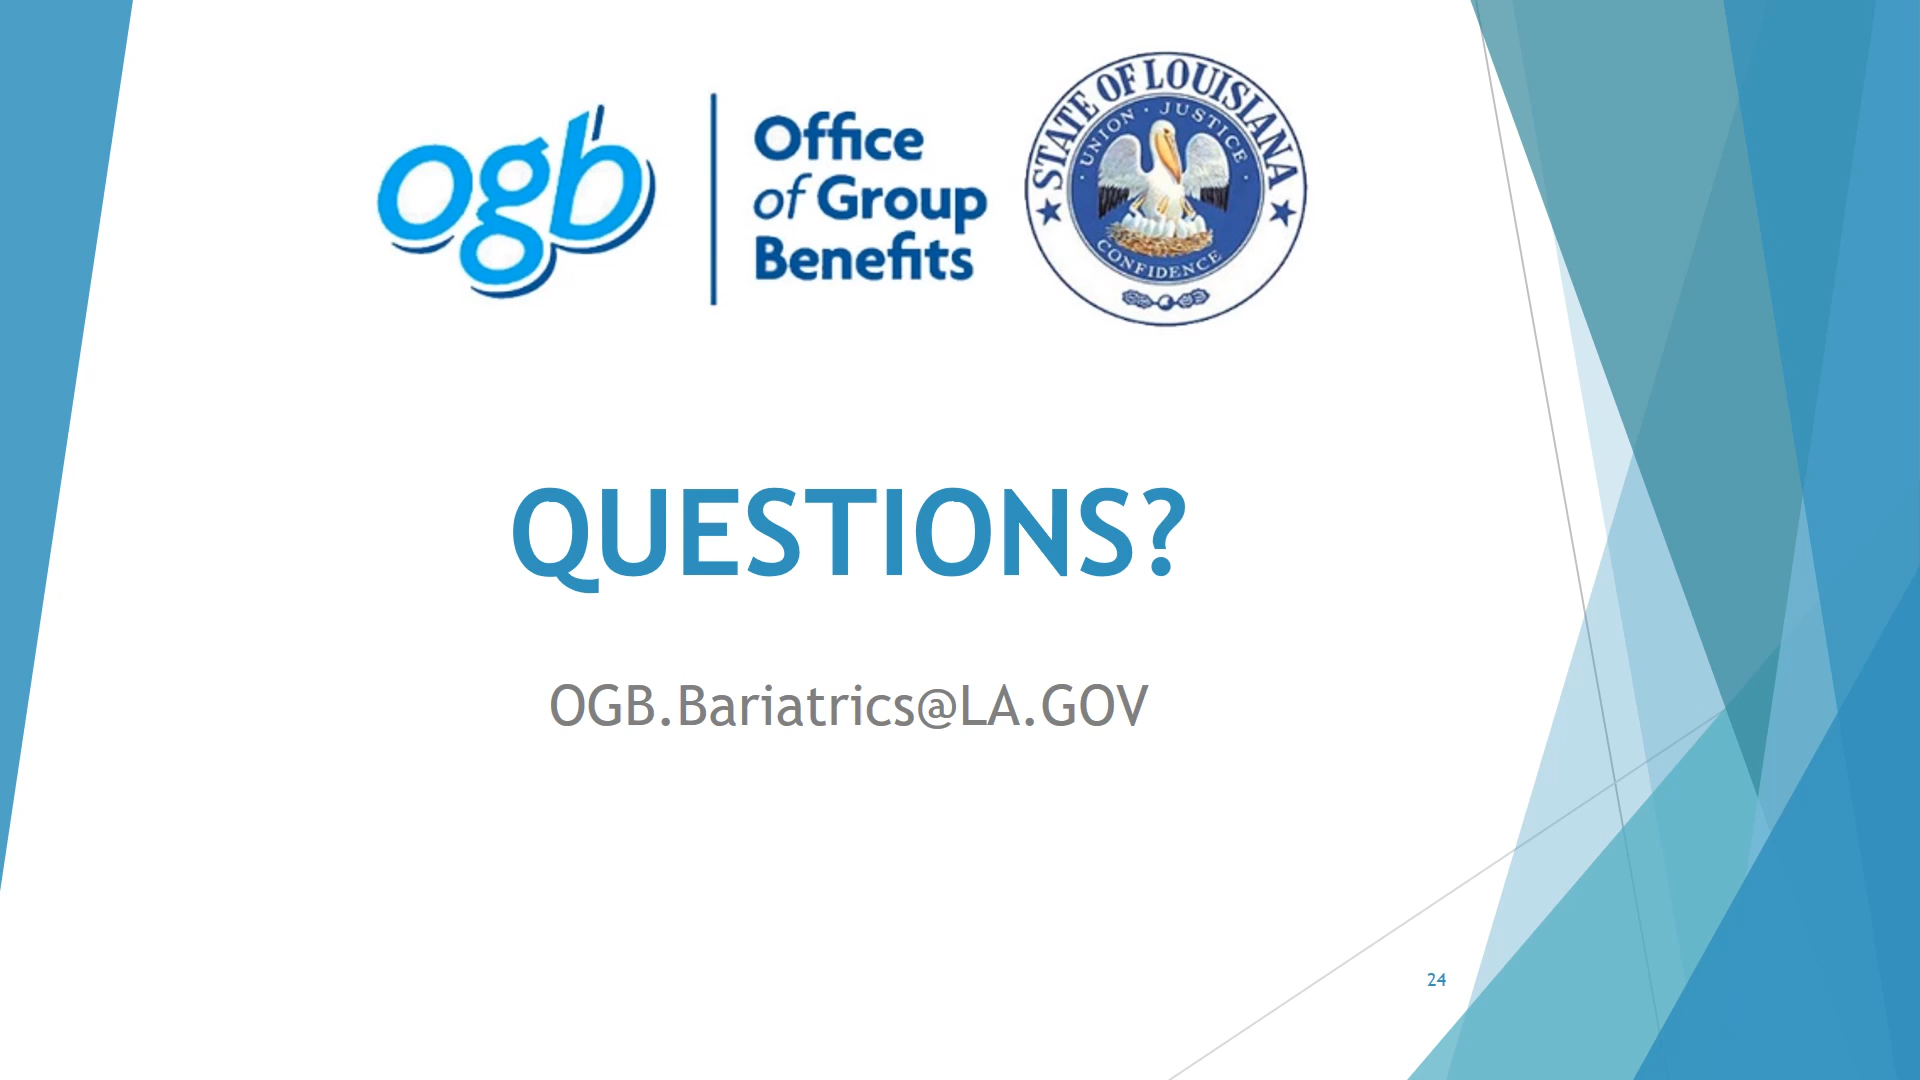 ogb
Office
of Group
Benefits
STATE OF LOUISIANA
UNION · JUSTICE
CONFIDENCE
QUESTIONS?
OGB.Bariatrics@LA.GOV
24